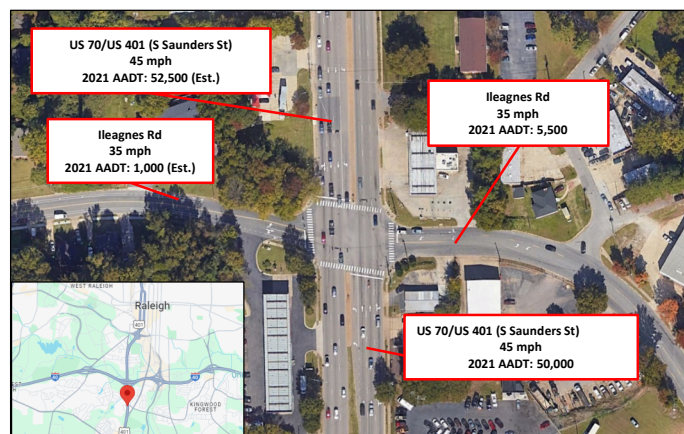 US 70/US 401 (S Saunders St)
45 mph
2021 AADT: 52,500 (Est.)
Ileagnes Rd
35 mph
2021 AADT: 1,000 (Est.)
Ileagnes Rd
35 mph
2021 AADT: 5,500
US 70/US 401 (S Saunders St)
45 mph
2021 AADT: 50,000
WEST RALEIGH
Raleigh
401
40
KINGWOOD
FOREST
401